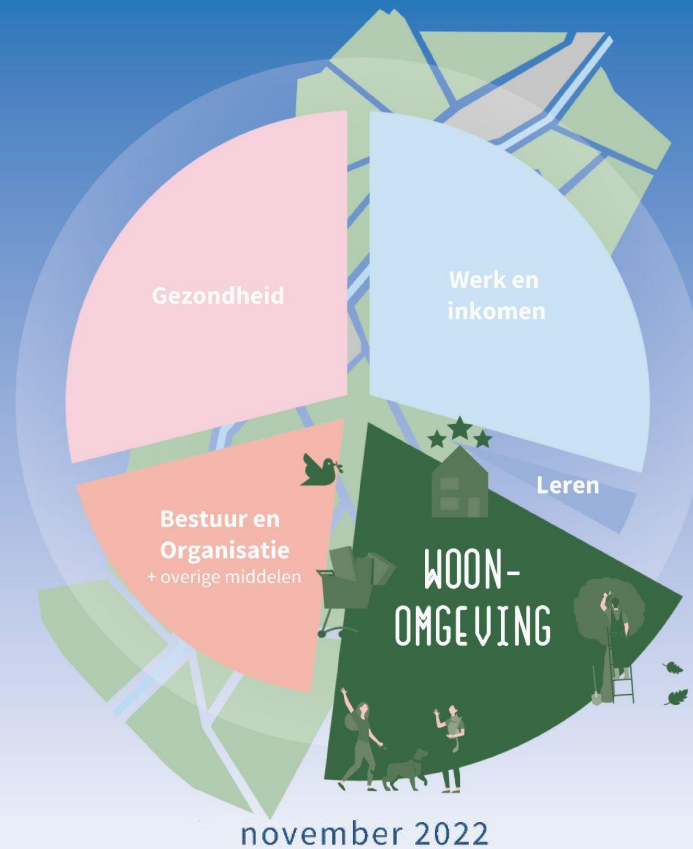 Gezondheid
Werk en
inkomen
Leren
Bestuur en
Organisatie
+ overige middelen
WOON-
OMGEVING
november 2022